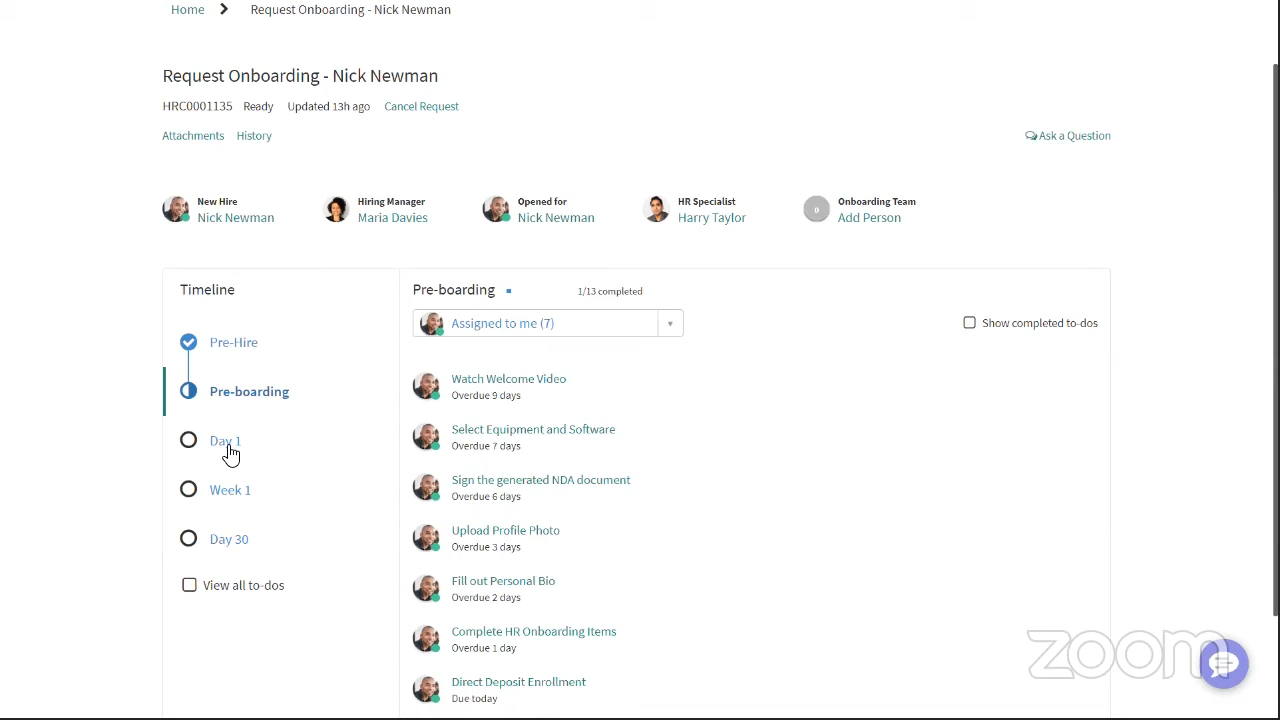 Home > Request Onboarding - Nick Newman
Request Onboarding - Nick Newman
HRC0001135 Ready Updated 13h ago Cancel Request
Attachments History Ask a Question
New Hire Hiring Manager Opened for HR Specialist Onboarding Team
Nick Newman Maria Davies Nick Newman Harry Taylor 0 Add Person
Timeline
Pre-Hire
Pre-boarding
Day 1
Week 1
Day 30
View all to-dos
Pre-boarding 1/13 completed
Assigned to me (7) Show completed to-dos
Watch Welcome Video
Overdue 9 days
Select Equipment and Software
Overdue 7 days
Sign the generated NDA document
Overdue 6 days
Upload Profile Photo
Overdue 3 days
Fill out Personal Bio
Overdue 2 days
Complete HR Onboarding Items
Overdue 1 day
Direct Deposit Enrollment
Due today
zoom